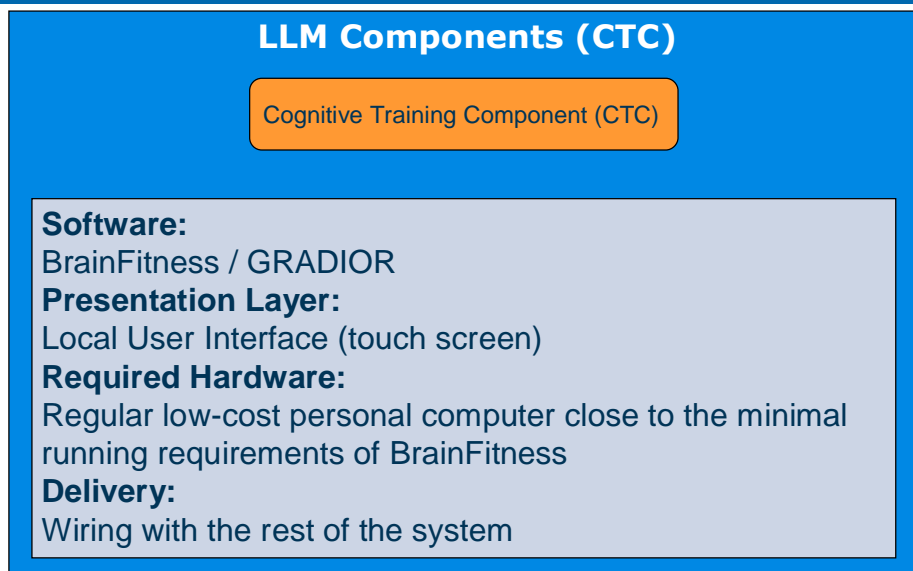 LLM Components (CTC)
Cognitive Training Component (CTC)
Software:
BrainFitness / GRADIOR
Presentation Layer:
Local User Interface (touch screen)
Required Hardware:
Regular low-cost personal computer close to the minimal
running requirements of BrainFitness
Delivery:
Wiring with the rest of the system